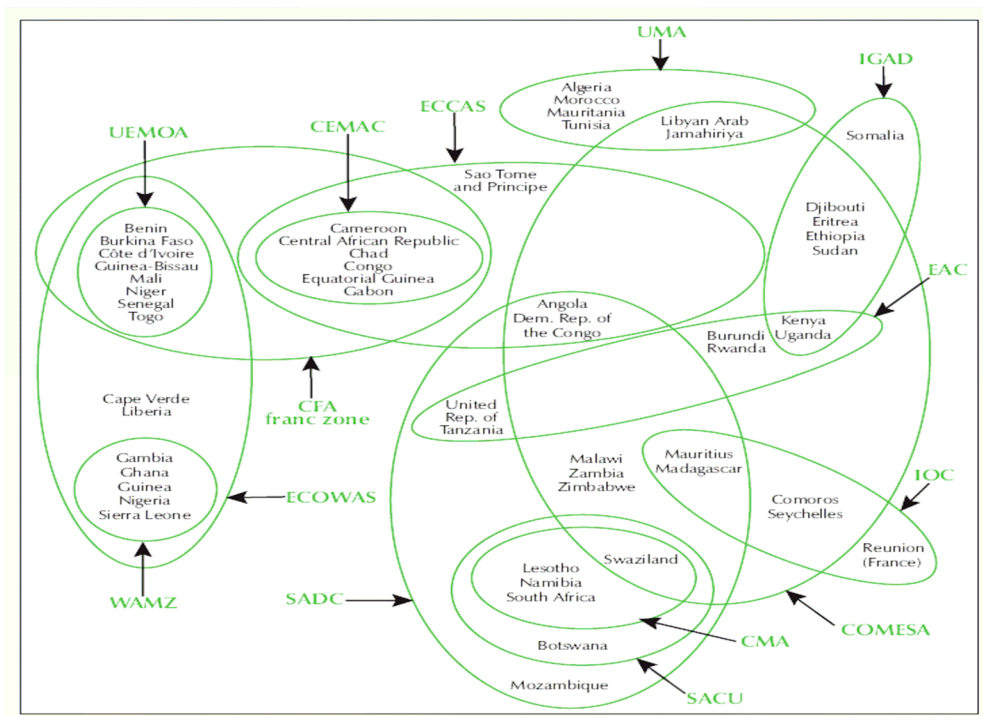 UMA
IGAD
Algeria
Morocco
Mauritania
Tunisia
Libyan Arab
Jamahiriya
ECCAS
CEMAC
UEMOA
Somalia
Sao Tome
and Principe
Benin
Burkina Faso
Côte d'Ivoire
Guinea-Bissau
Mali
Niger
Senegal
Togo
Cameroon
Central African Republic
Chad
Congo
Equatorial Guinea
Gabon
Djibouti
Eritrea
Ethiopia
Sudan
EAC
Angola
Dem. Rep. of
the Congo
Kenya
Uganda
Burundi
Rwanda
CFA
franc zone
Cape Verde
Liberia
United
Rep. of
Tanzania
Gambia
Ghana
Guinea
Nigeria
Sierra Leone
ECOWAS
Malawi
Zambia
Zimbabwe
Mauritius
Madagascar
IOC
Comoros
Seychelles
Reunion
(France)
Swaziland
Lesotho
Namibia
South Africa
WAMZ
SADC
COMESA
CMA
Botswana
SACU
Mozambique